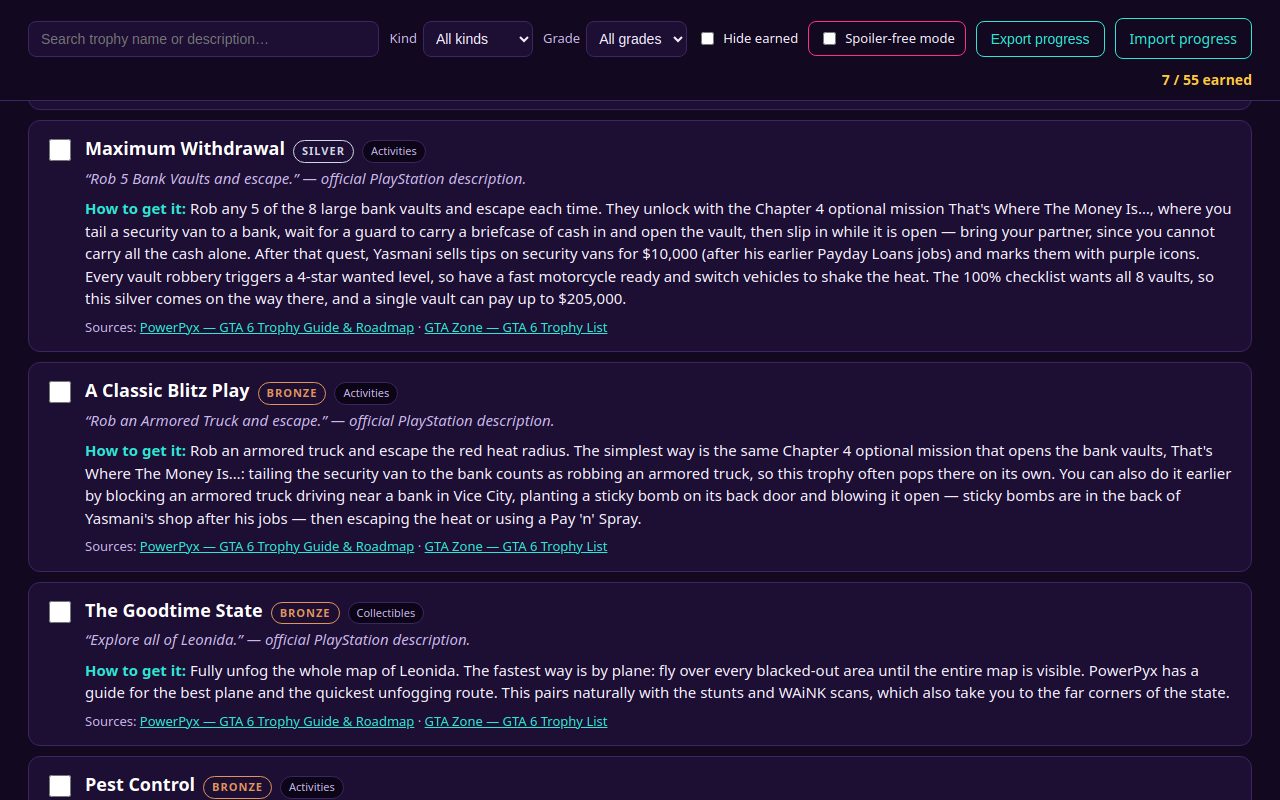 Search trophy name or description…
Kind
All kinds
Grade
All grades
Hide earned
Spoiler-free mode
Export progress
Import progress
7 / 55 earned
Maximum Withdrawal SILVER Activities
“Rob 5 Bank Vaults and escape.” — official PlayStation description.
How to get it: Rob any 5 of the 8 large bank vaults and escape each time. They unlock with the Chapter 4 optional mission That's Where The Money Is..., where you
tail a security van to a bank, wait for a guard to carry a briefcase of cash in and open the vault, then slip in while it is open — bring your partner, since you cannot
carry all the cash alone. After that quest, Yasmani sells tips on security vans for $10,000 (after his earlier Payday Loans jobs) and marks them with purple icons.
Every vault robbery triggers a 4-star wanted level, so have a fast motorcycle ready and switch vehicles to shake the heat. The 100% checklist wants all 8 vaults, so
this silver comes on the way there, and a single vault can pay up to $205,000.
Sources: PowerPyx — GTA 6 Trophy Guide & Roadmap · GTA Zone — GTA 6 Trophy List
A Classic Blitz Play BRONZE Activities
“Rob an Armored Truck and escape.” — official PlayStation description.
How to get it: Rob an armored truck and escape the red heat radius. The simplest way is the same Chapter 4 optional mission that opens the bank vaults, That's
Where The Money Is...: tailing the security van to the bank counts as robbing an armored truck, so this trophy often pops there on its own. You can also do it earlier
by blocking an armored truck driving near a bank in Vice City, planting a sticky bomb on its back door and blowing it open — sticky bombs are in the back of
Yasmani's shop after his jobs — then escaping the heat or using a Pay 'n' Spray.
Sources: PowerPyx — GTA 6 Trophy Guide & Roadmap · GTA Zone — GTA 6 Trophy List
The Goodtime State BRONZE Collectibles
“Explore all of Leonida.” — official PlayStation description.
How to get it: Fully unfog the whole map of Leonida. The fastest way is by plane: fly over every blacked-out area until the entire map is visible. PowerPyx has a
guide for the best plane and the quickest unfogging route. This pairs naturally with the stunts and WAiNK scans, which also take you to the far corners of the state.
Sources: PowerPyx — GTA 6 Trophy Guide & Roadmap · GTA Zone — GTA 6 Trophy List
Pest Control BRONZE Activities